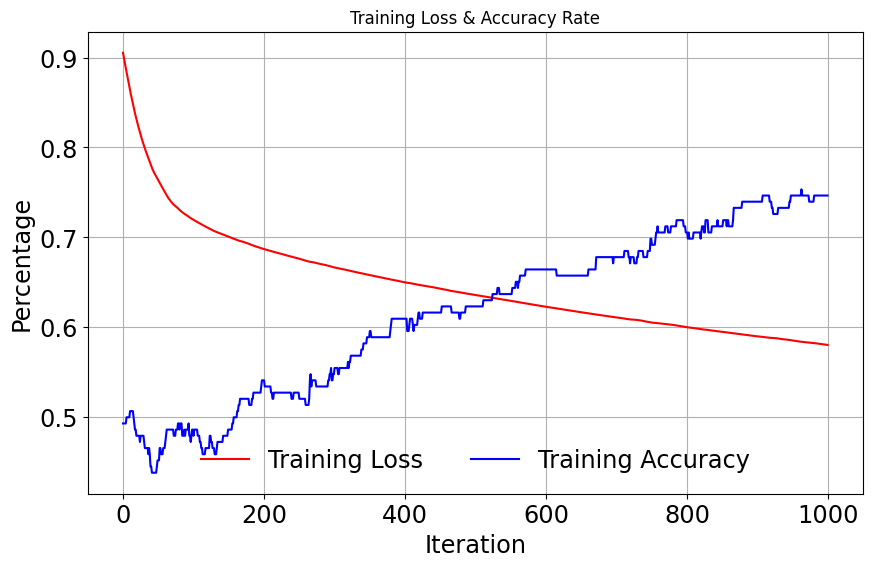 Training Loss & Accuracy Rate
Percentage
0.9
0.8
0.7
0.6
0.5
Training Loss Training Accuracy
0 200 400 600 800 1000
Iteration